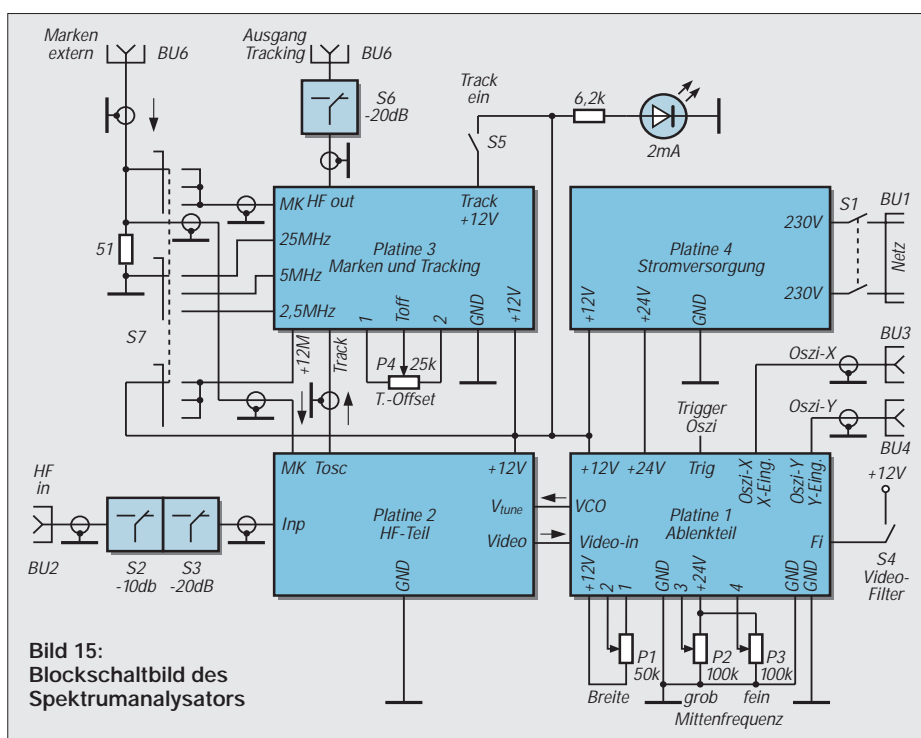 Marken
extern
BU6
Ausgang
Tracking
BU6
S6
-20dB
Track
ein
S5
6,2k
2mA
MK
HF out
Track
+12V
25MHz
5MHz
2,5MHz
Platine 3
Marken und Tracking
+12M
Track
1
Toff
2
GND
+12V
51
S7
P4
25k
T.-Offset
Platine 4
Stromversorgung
230V
230V
+12V
+24V
GND
S1
BU1
Netz
BU3
Oszi-X
Oszi-Y
BU4
Trigger
Oszi
+12V
HF
in
BU2
S2
-10db
S3
-20dB
MK
Tosc
+12V
Inp
Platine 2
HF-Teil
Vtune
Video
GND
+12V
+24V
Trig
Oszi-X
X-Eing.
Oszi-Y
Y-Eing.
VCO
Video-in
Platine 1
Ablenkteil
Fi
S4
Video-
Filter
+12V
2
1
GND
3
+24V
4
GND
GND
P1
50k
P2
100k
P3
100k
Breite
grob
fein
Mittenfrequenz
Bild 15:
Blockschaltbild des
Spektrumanalysators